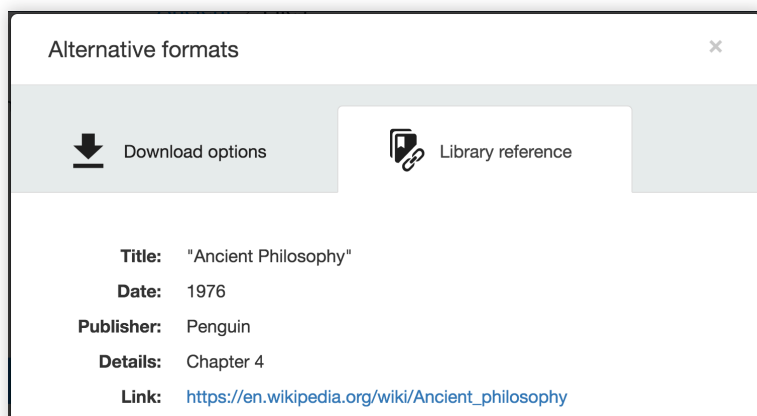 Alternative formats ×
Download options Library reference
Title: "Ancient Philosophy"
Date: 1976
Publisher: Penguin
Details: Chapter 4
Link: https://en.wikipedia.org/wiki/Ancient_philosophy